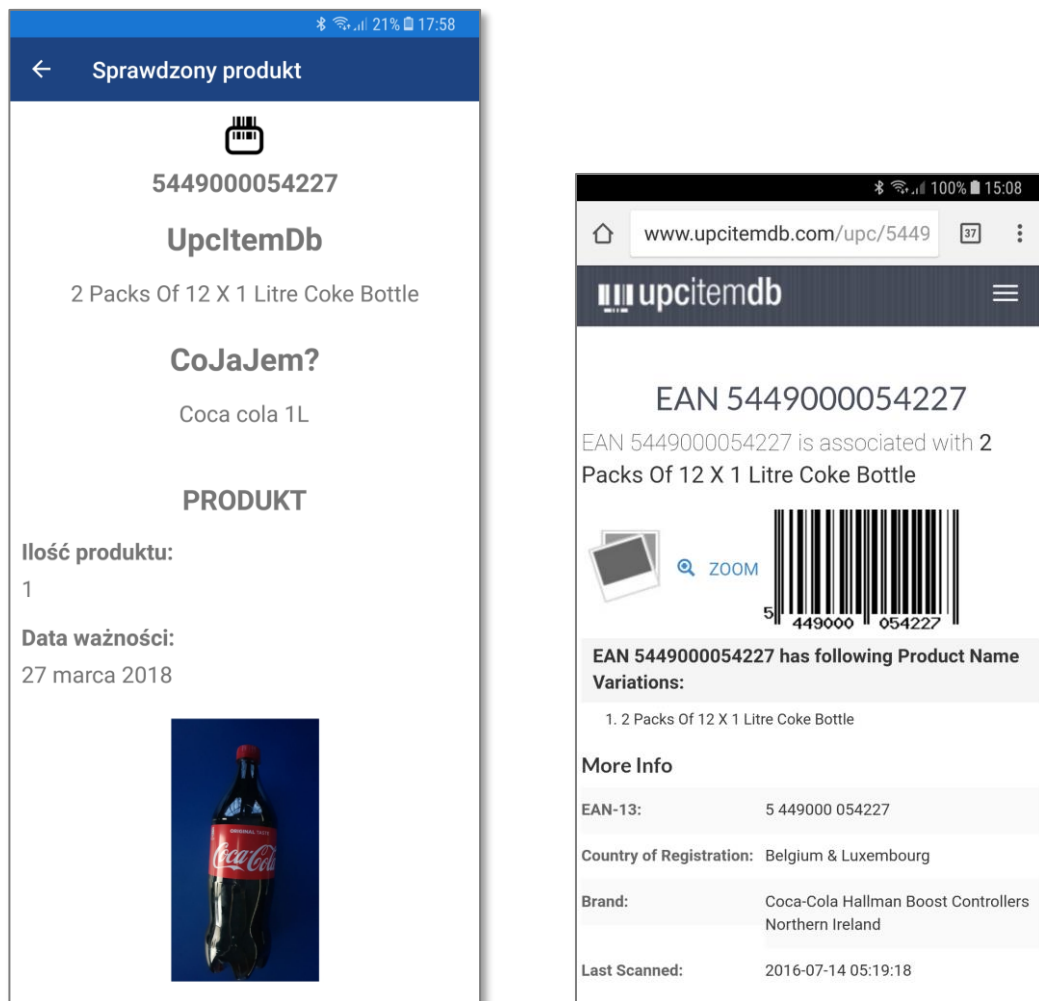 21% 17:58
Sprawdzony produkt
5449000054227
UpcItemDb
2 Packs Of 12 X 1 Litre Coke Bottle
CoJaJem?
Coca cola 1L
PRODUKT
Ilość produktu:
1
Data ważności:
27 marca 2018
ORIGINAL TASTE
Coca-Cola
100% 15:08
www.upcitemdb.com/upc/5449 37
upcitemdb
EAN 5449000054227
EAN 5449000054227 is associated with 2
Packs Of 12 X 1 Litre Coke Bottle
ZOOM
5 449000 054227
EAN 5449000054227 has following Product Name
Variations:
1. 2 Packs Of 12 X 1 Litre Coke Bottle
More Info
EAN-13: 5 449000 054227
Country of Registration: Belgium & Luxembourg
Brand: Coca-Cola Hallman Boost Controllers
Northern Ireland
Last Scanned: 2016-07-14 05:19:18